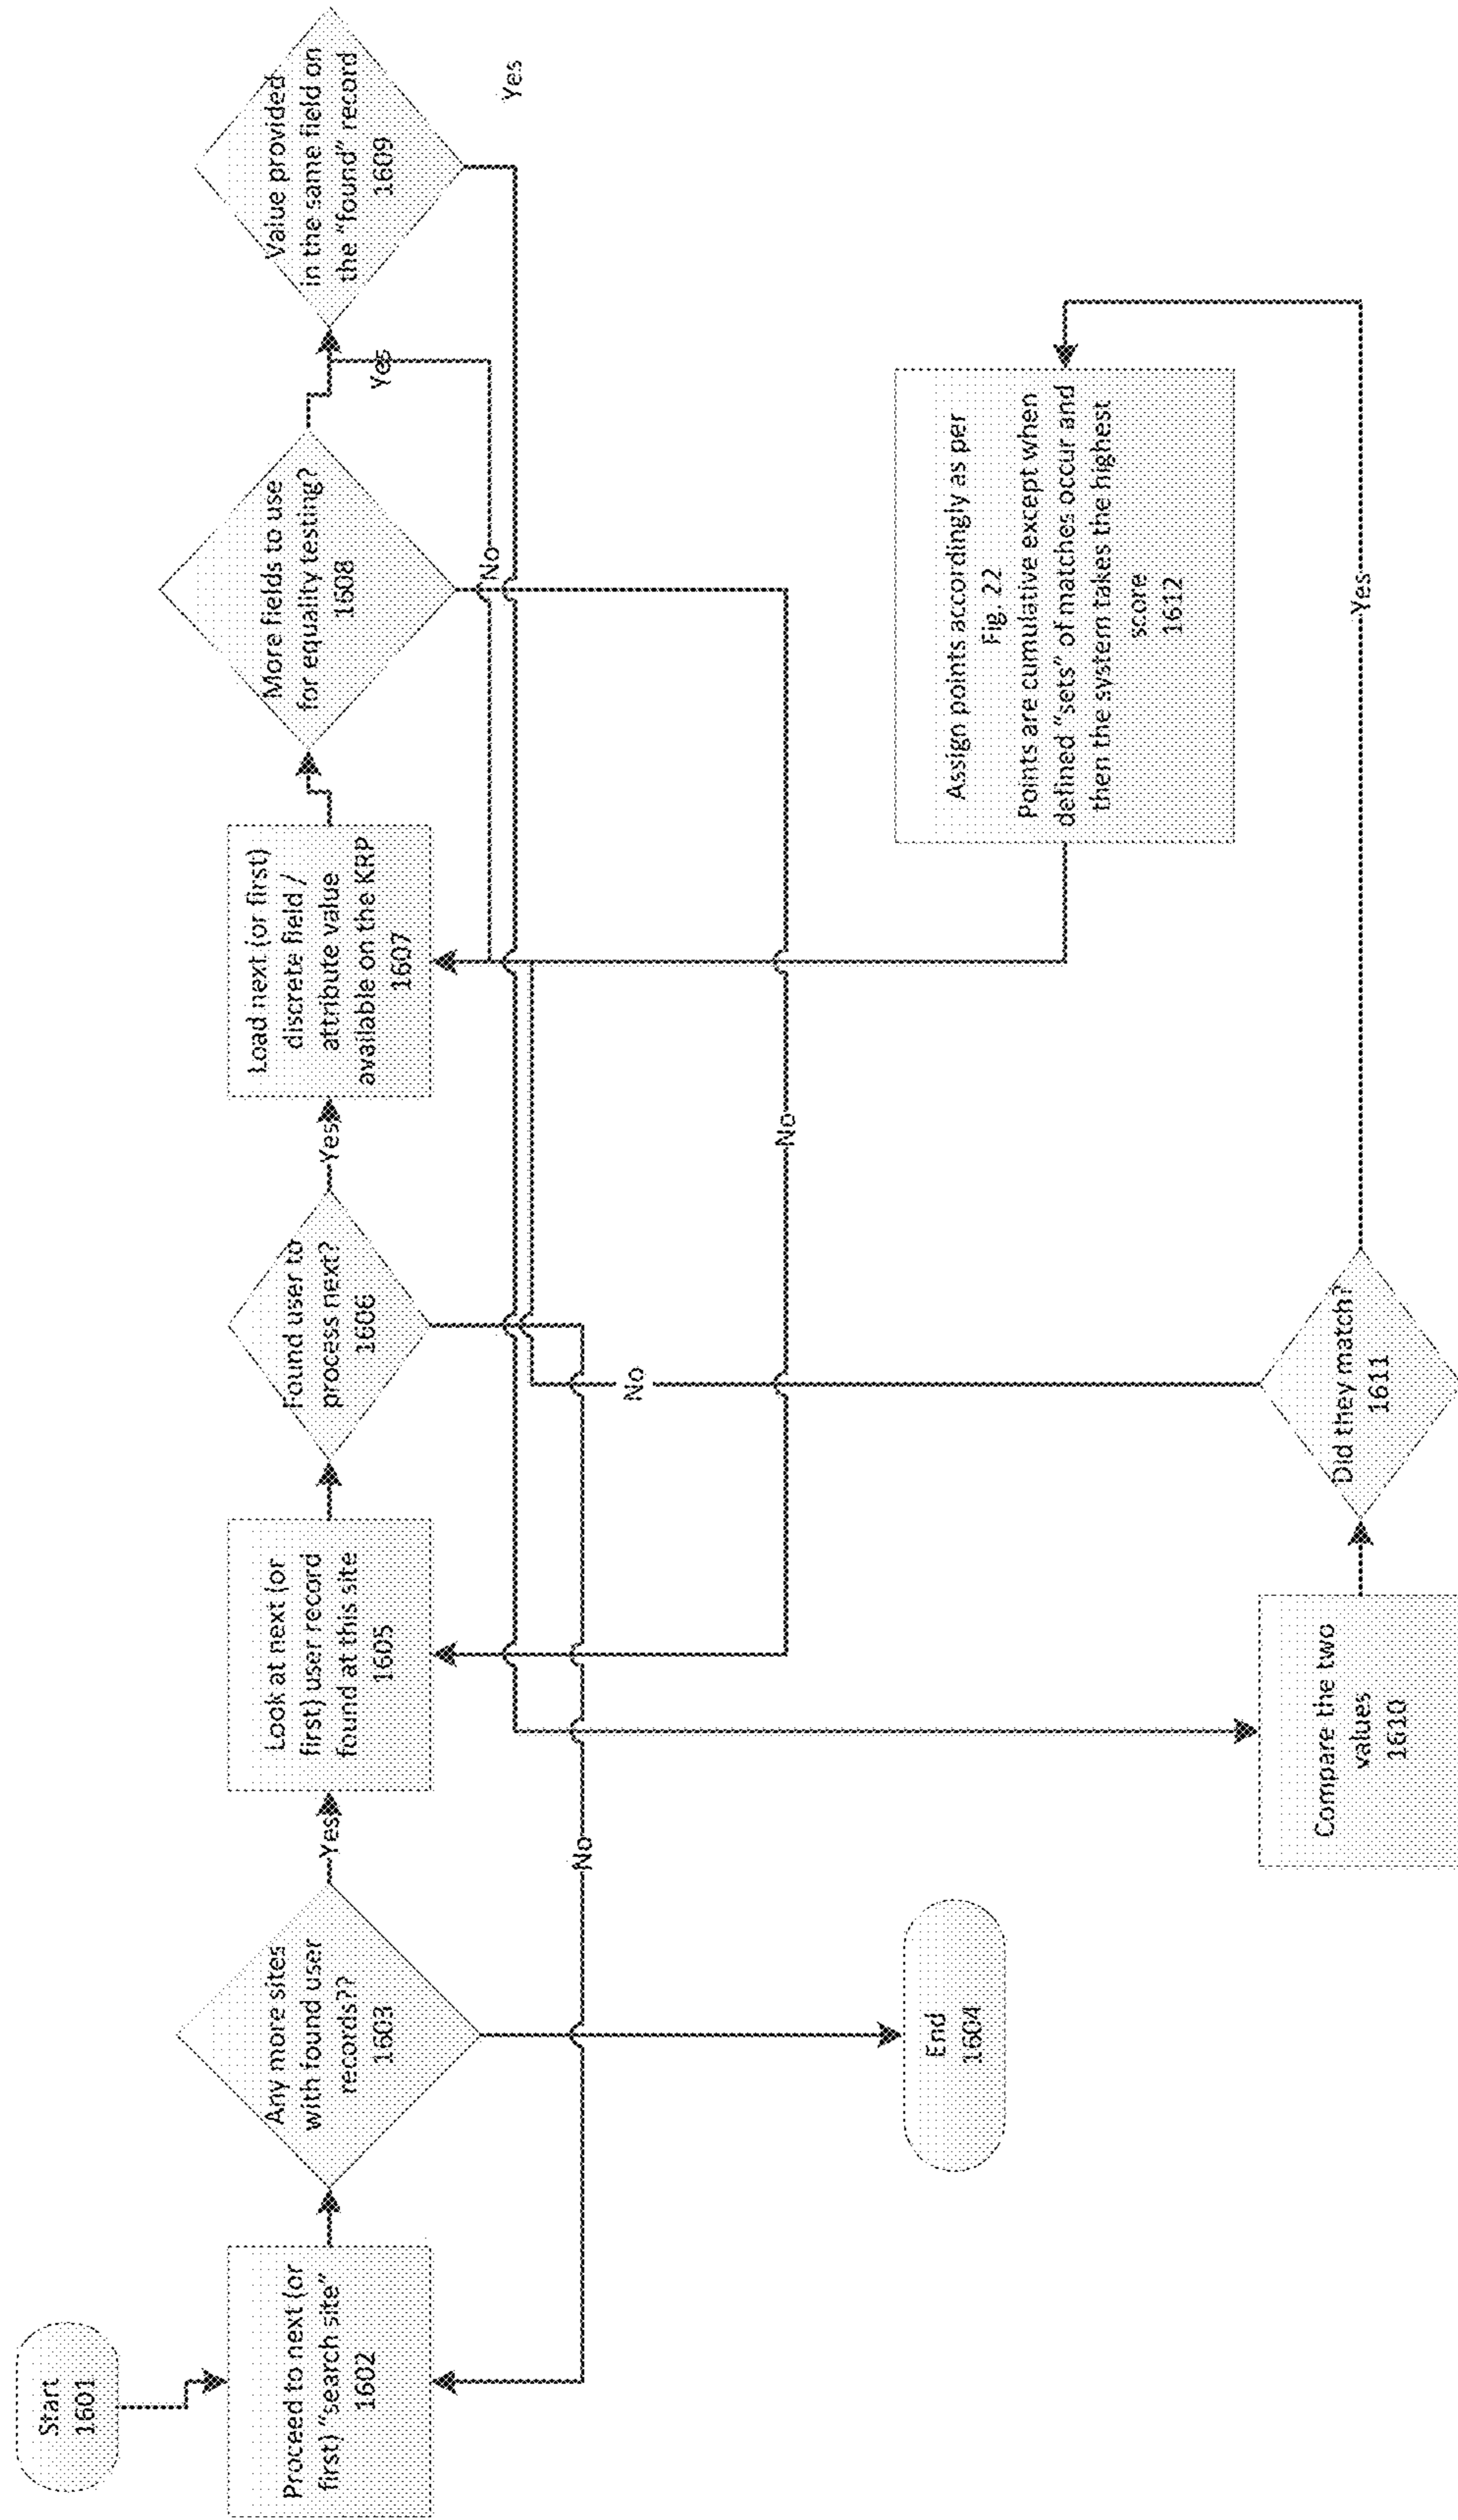 Start
1601
Proceed to next (or
first) "search site"
1602
Any more sites
with found user
records??
1603
Yes
End
1604
Look at next (or
first) user record
found at this site
1605
Found user to
process next?
1606
Yes
No
Load next (or first)
discrete field /
attribute value
available on the KRP
1607
More fields to use
for equality testing?
1608
Yes
No
Value provided
in the same field on
the "found" record
1609
Yes
No
Compare the two
values
1610
Did they match?
1611
No
Yes
Assign points accordingly as per
Fig. 22
Points are cumulative except when
defined "sets" of matches occur and
then the system takes the highest
score
1612